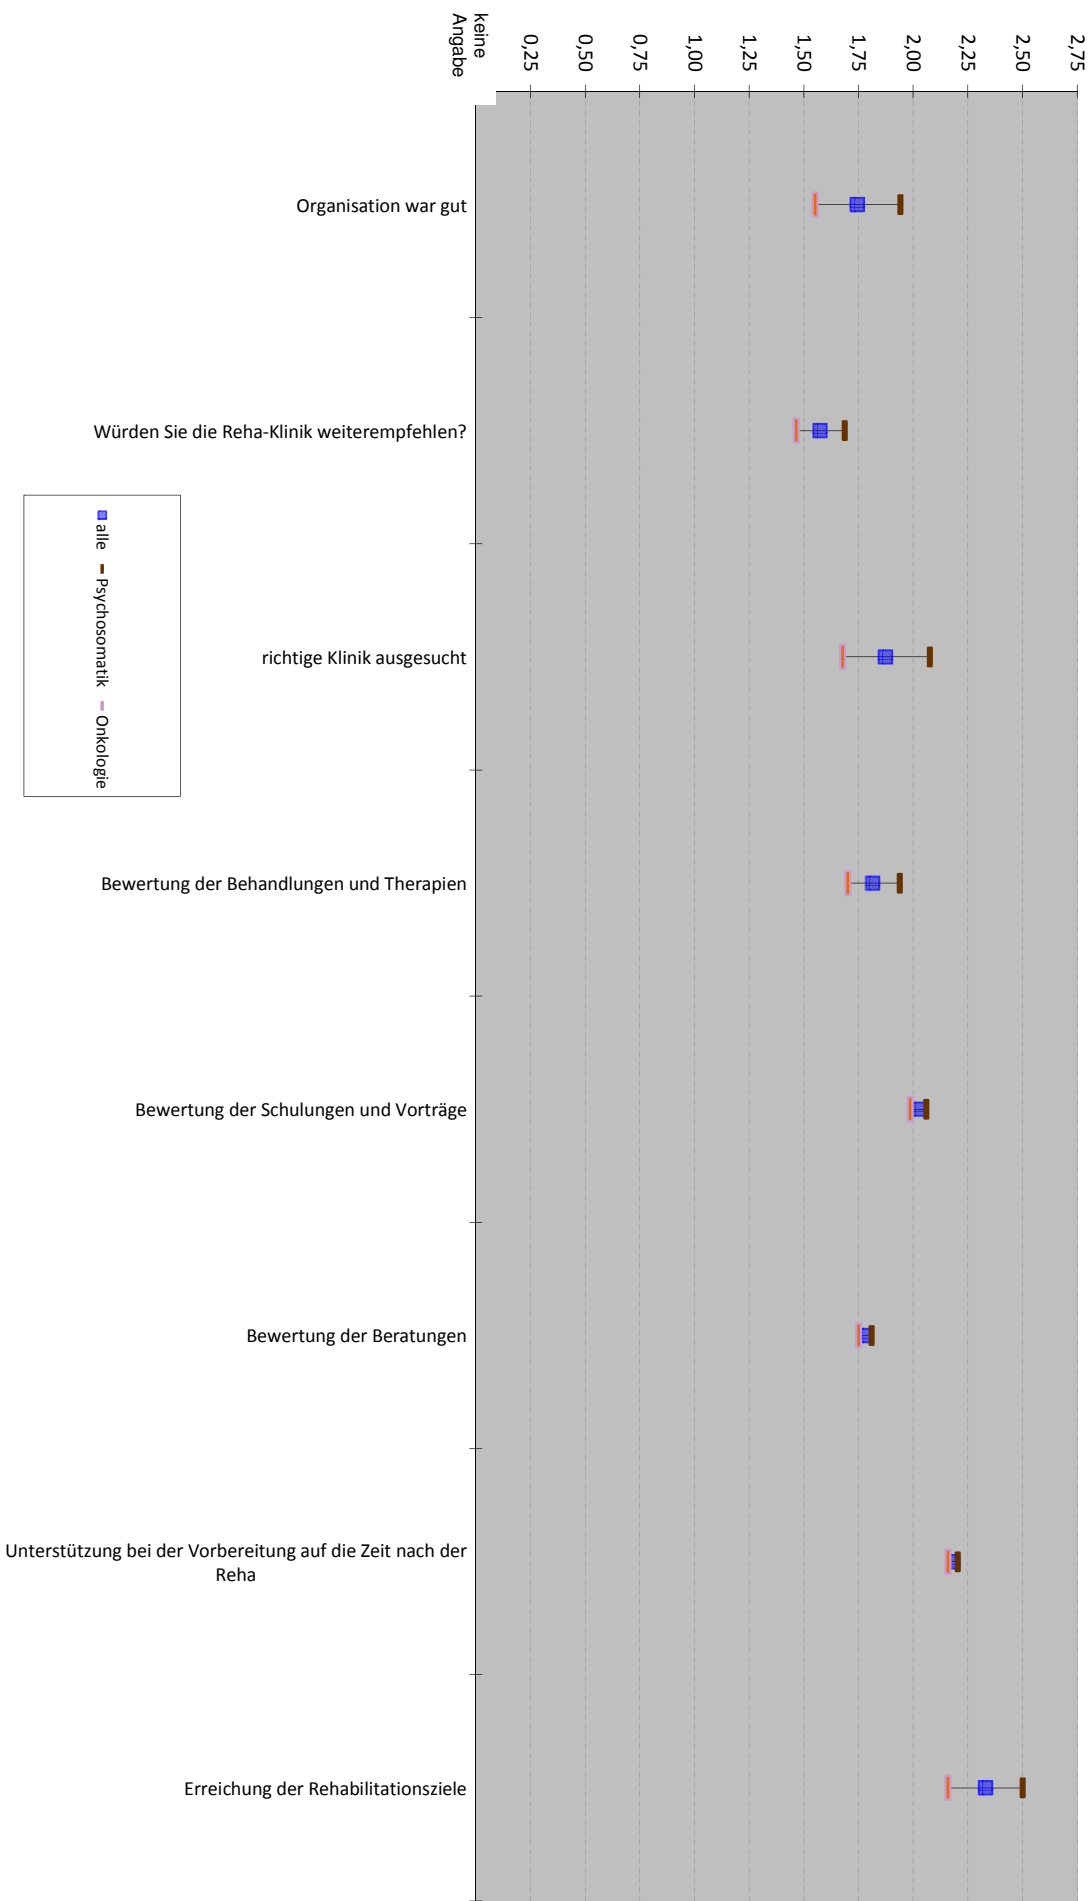 keine
Angabe
0,25
0,50
0,75
1,00
1,25
1,50
1,75
2,00
2,25
2,50
2,75
Organisation war gut
Würden Sie die Reha-Klinik weiterempfehlen?
richtige Klinik ausgesucht
Bewertung der Behandlungen und Therapien
Bewertung der Schulungen und Vorträge
Bewertung der Beratungen
Unterstützung bei der Vorbereitung auf die Zeit nach der
Reha
Erreichung der Rehabilitationsziele
alle Psychosomatik Onkologie